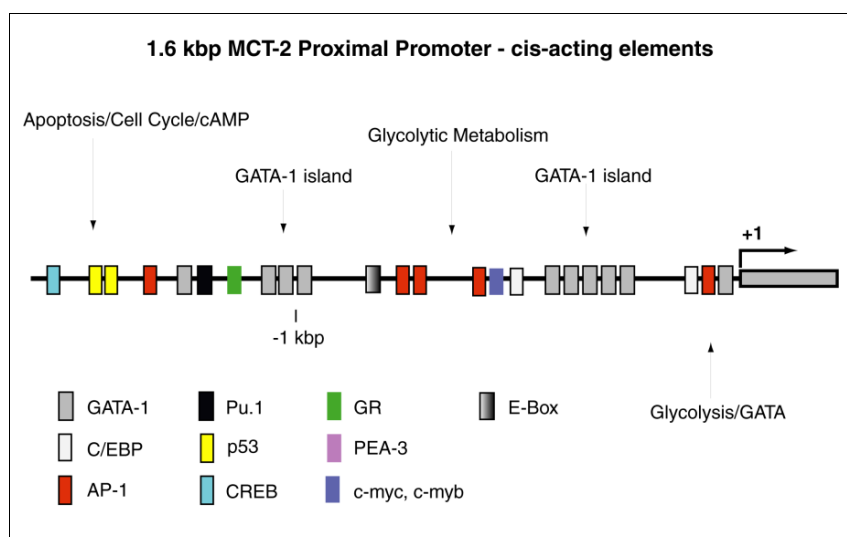 1.6 kbp MCT-2 Proximal Promoter - cis-acting elements
Apoptosis/Cell Cycle/cAMP
Glycolytic Metabolism
GATA-1 island
GATA-1 island
+1
-1 kbp
GATA-1
Pu.1
GR
E-Box
Glycolysis/GATA
C/EBP
p53
PEA-3
AP-1
CREB
c-myc, c-myb